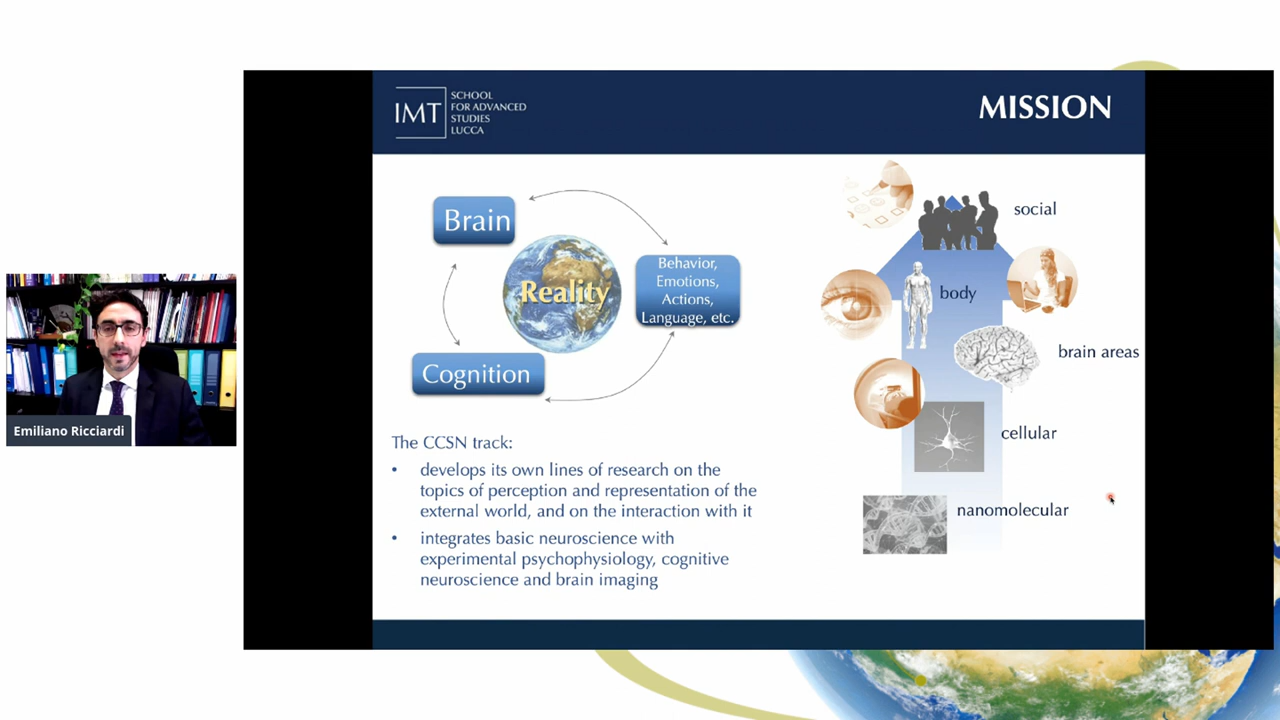 IMT
SCHOOL
FOR ADVANCED
STUDIES
LUCCA
MISSION
Brain
Reality
Behavior,
Emotions,
Actions,
Language, etc.
Cognition
The CCSN track:
• develops its own lines of research on the
topics of perception and representation of the
external world, and on the interaction with it
• integrates basic neuroscience with
experimental psychophysiology, cognitive
neuroscience and brain imaging
social
body
brain areas
cellular
nanomolecular
Emiliano Ricciardi